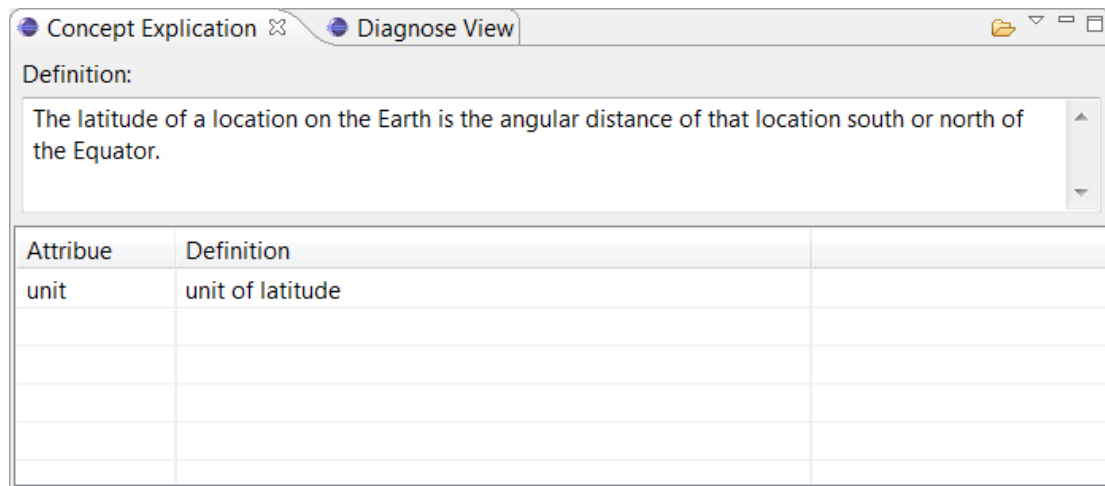 Concept Explication Diagnose View
Definition:
The latitude of a location on the Earth is the angular distance of that location south or north of
the Equator.
Attribue Definition
unit unit of latitude